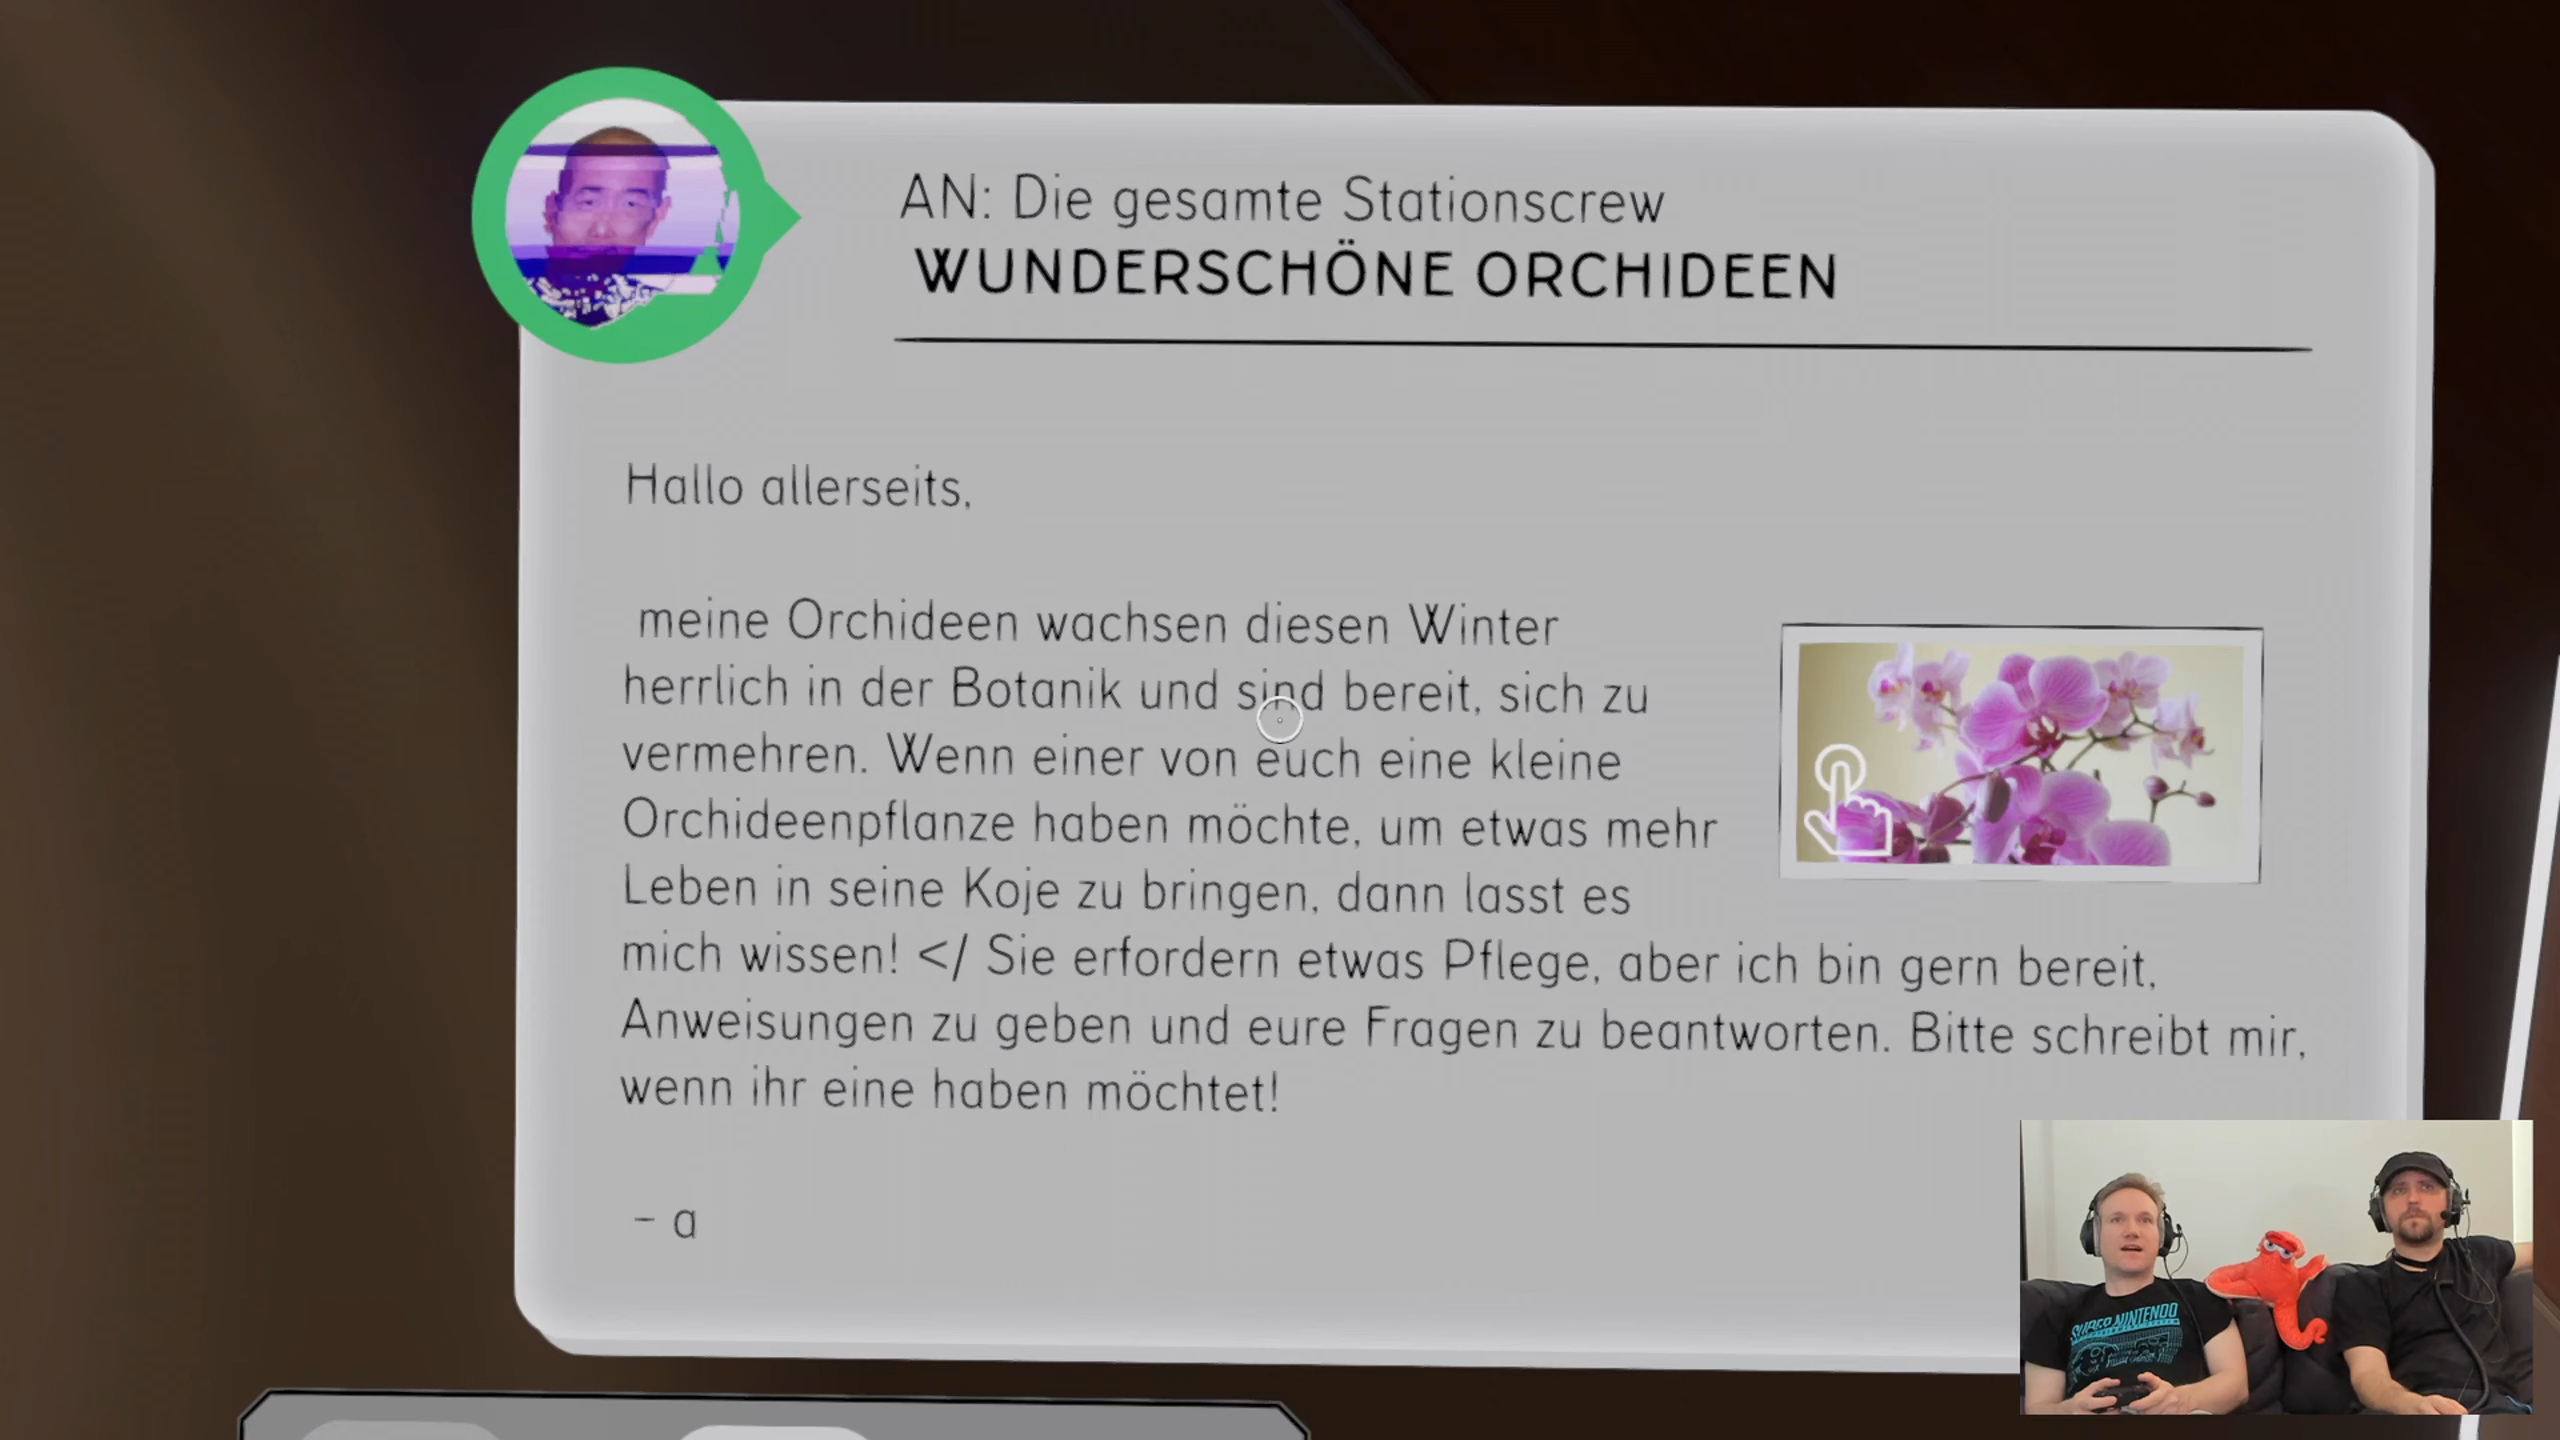 AN: Die gesamte Stationscrew
WUNDERSCHÖNE ORCHIDEEN
Hallo allerseits,
meine Orchideen wachsen diesen Winter
herrlich in der Botanik und sind bereit, sich zu
vermehren. Wenn einer von euch eine kleine
Orchideenpflanze haben möchte, um etwas mehr
Leben in seine Koje zu bringen, dann lasst es
mich wissen! </ Sie erfordern etwas Pflege, aber ich bin gern bereit,
Anweisungen zu geben und eure Fragen zu beantworten. Bitte schreibt mir,
wenn ihr eine haben möchtet!
- a
SUPER NINTENDO